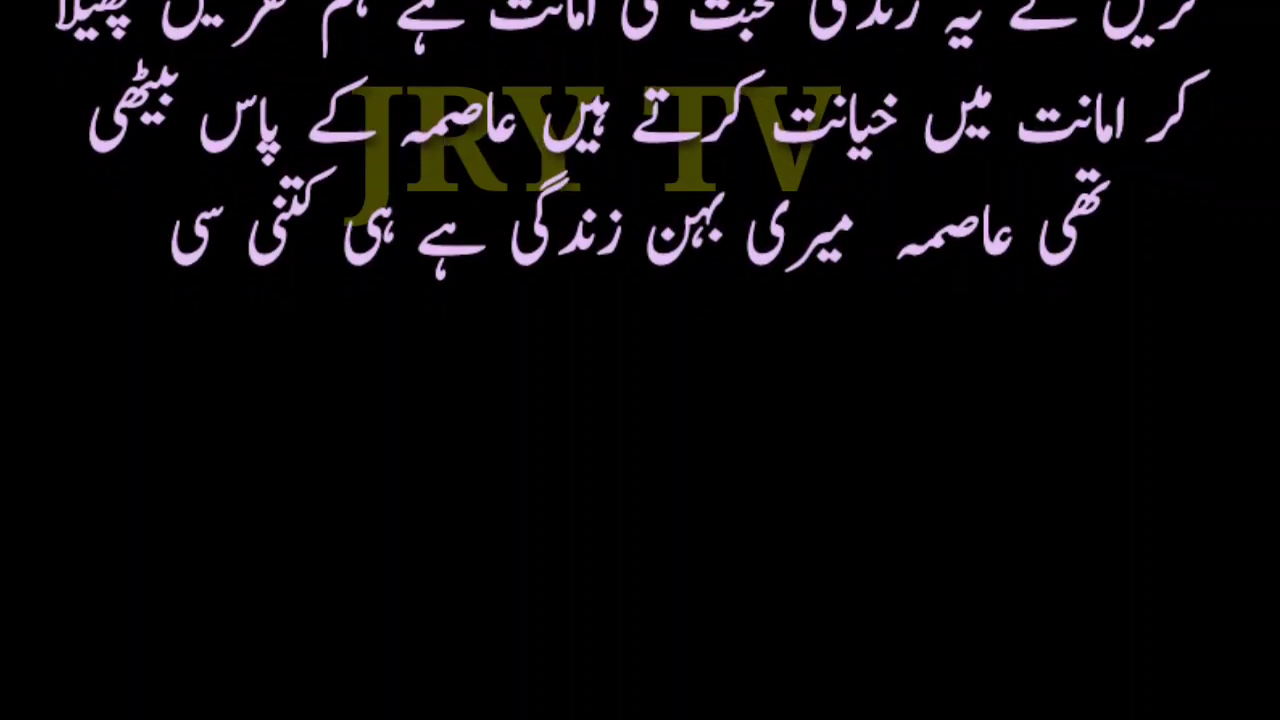 کریں گے یہ زندگی محبت کی امانت ہے ہم نفرتیں پھیلا
کر امانت میں خیانت کرتے ہیں عاصمہ کے پاس بیٹھی
تھی عاصمہ میری بہن زندگی ہے ہی کتنی سی
JRY TV